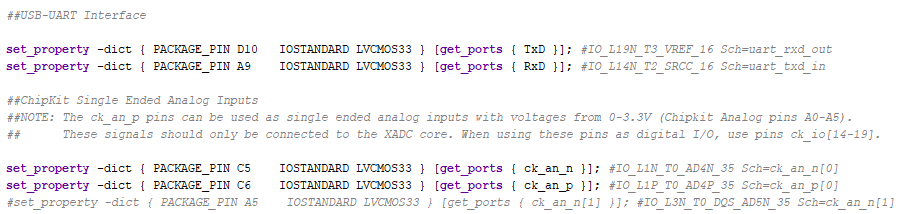 ##USB-UART Interface
set_property -dict { PACKAGE_PIN D10 IOSTANDARD LVCMOS33 } [get_ports { TxD }]; #IO_L19N_T3_VREF_16 Sch=uart_rxd_out
set_property -dict { PACKAGE_PIN A9 IOSTANDARD LVCMOS33 } [get_ports { RxD }]; #IO_L14N_T2_SRCC_16 Sch=uart_txd_in
##ChipKit Single Ended Analog Inputs
##NOTE: The ck_an_p pins can be used as single ended analog inputs with voltages from 0-3.3V (Chipkit Analog pins A0-A5).
## These signals should only be connected to the XADC core. When using these pins as digital I/O, use pins ck_io[14-19].
set_property -dict { PACKAGE_PIN C5 IOSTANDARD LVCMOS33 } [get_ports { ck_an_n }]; #IO_L1N_T0_AD4N_35 Sch=ck_an_n[0]
set_property -dict { PACKAGE_PIN C6 IOSTANDARD LVCMOS33 } [get_ports { ck_an_p }]; #IO_L1P_T0_AD4P_35 Sch=ck_an_p[0]
#set_property -dict { PACKAGE_PIN A5 IOSTANDARD LVCMOS33 } [get_ports { ck_an_n[1] }]; #IO_L3N_T0_DQS_AD5N_35 Sch=ck_an_n[1]